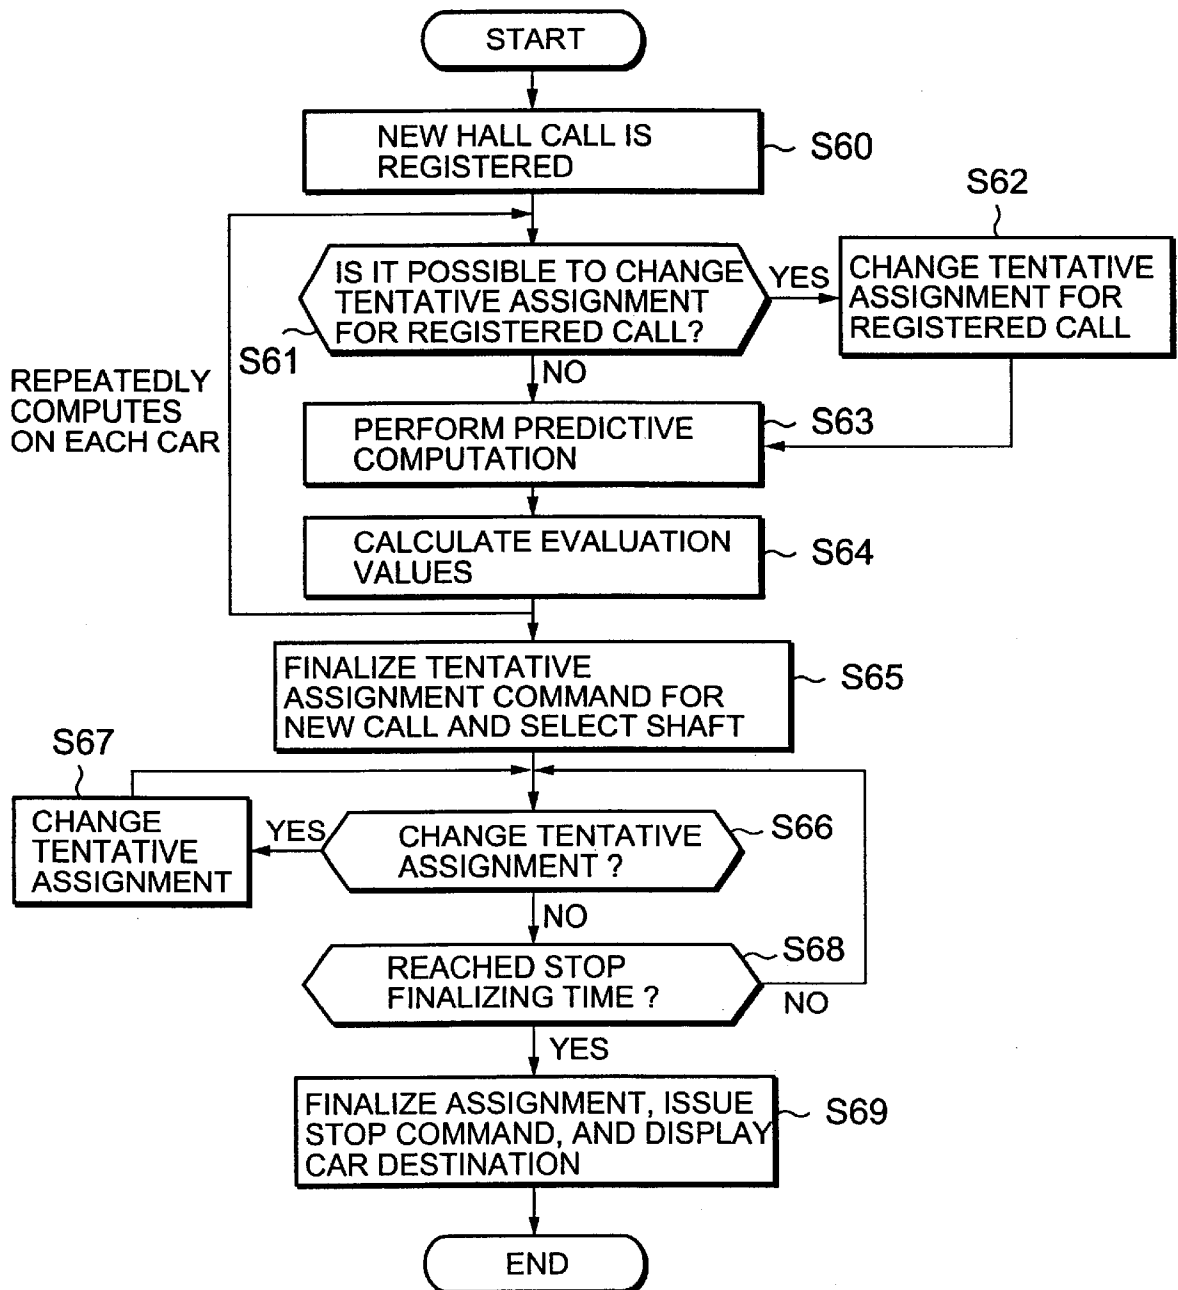 START
NEW HALL CALL IS
REGISTERED
S60
S62
IS IT POSSIBLE TO CHANGE
TENTATIVE ASSIGNMENT
FOR REGISTERED CALL?
YES
CHANGE TENTATIVE
ASSIGNMENT FOR
REGISTERED CALL
S61
NO
REPEATEDLY
COMPUTES
ON EACH CAR
PERFORM PREDICTIVE
COMPUTATION
S63
CALCULATE EVALUATION
VALUES
S64
FINALIZE TENTATIVE
ASSIGNMENT COMMAND FOR
NEW CALL AND SELECT SHAFT
S65
S67
CHANGE
TENTATIVE
ASSIGNMENT
YES
CHANGE TENTATIVE
ASSIGNMENT ?
S66
NO
REACHED STOP
FINALIZING TIME ?
S68
NO
YES
FINALIZE ASSIGNMENT, ISSUE
STOP COMMAND, AND DISPLAY
CAR DESTINATION
S69
END